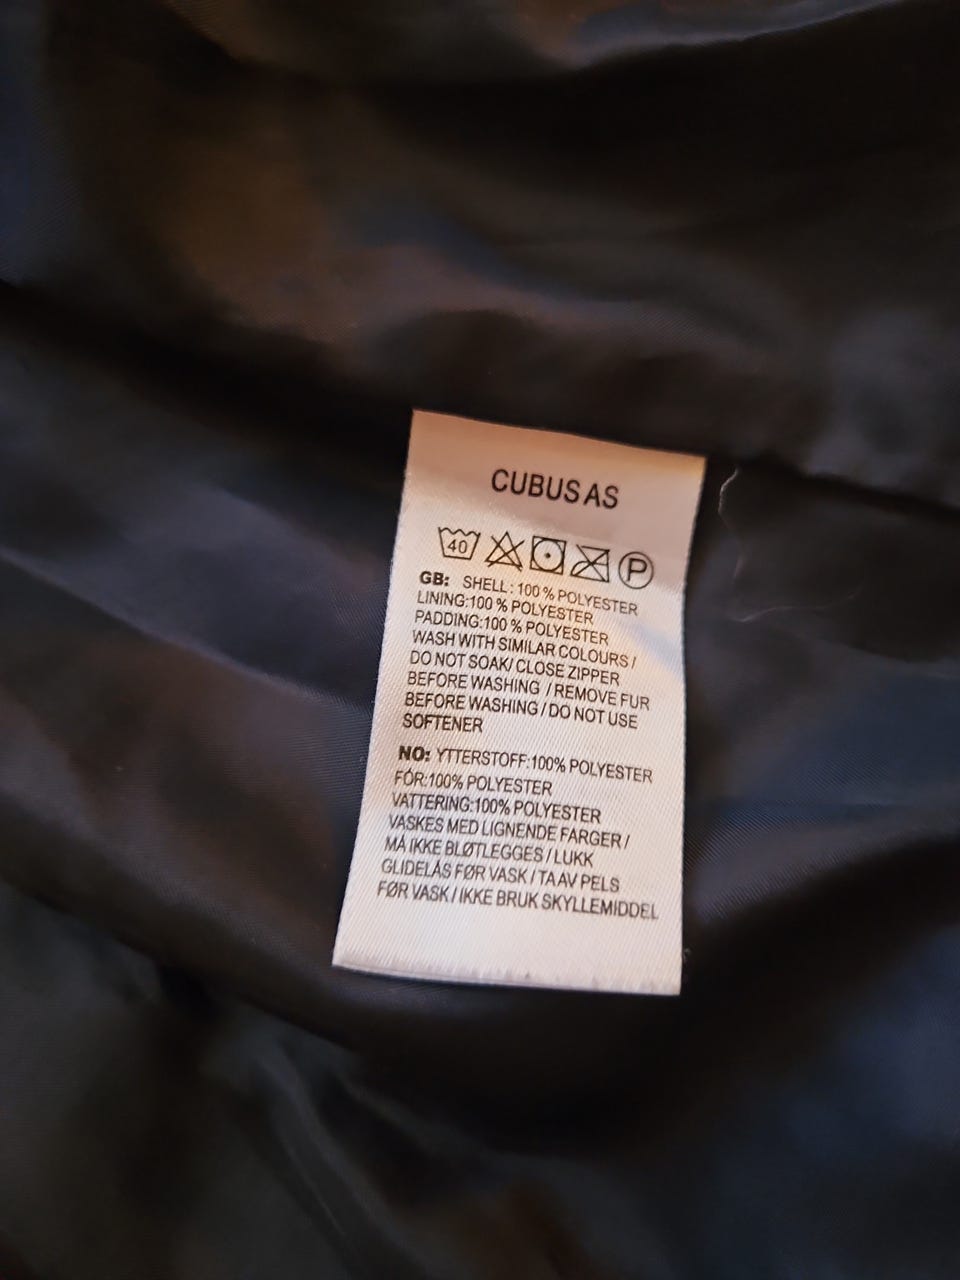 CUBUS AS
40 P
GB: SHELL: 100 % POLYESTER
LINING:100 % POLYESTER
PADDING:100 % POLYESTER
WASH WITH SIMILAR COLOURS /
DO NOT SOAK/ CLOSE ZIPPER
BEFORE WASHING / REMOVE FUR
BEFORE WASHING / DO NOT USE
SOFTENER
NO: YTTERSTOFF:100% POLYESTER
FÓR:100% POLYESTER
VATTERING:100% POLYESTER
VASKES MED LIGNENDE FARGER /
MÅ IKKE BLØTLEGGES / LUKK
GLIDELÅS FØR VASK / TA AV PELS
FØR VASK / IKKE BRUK SKYLLEMIDDEL